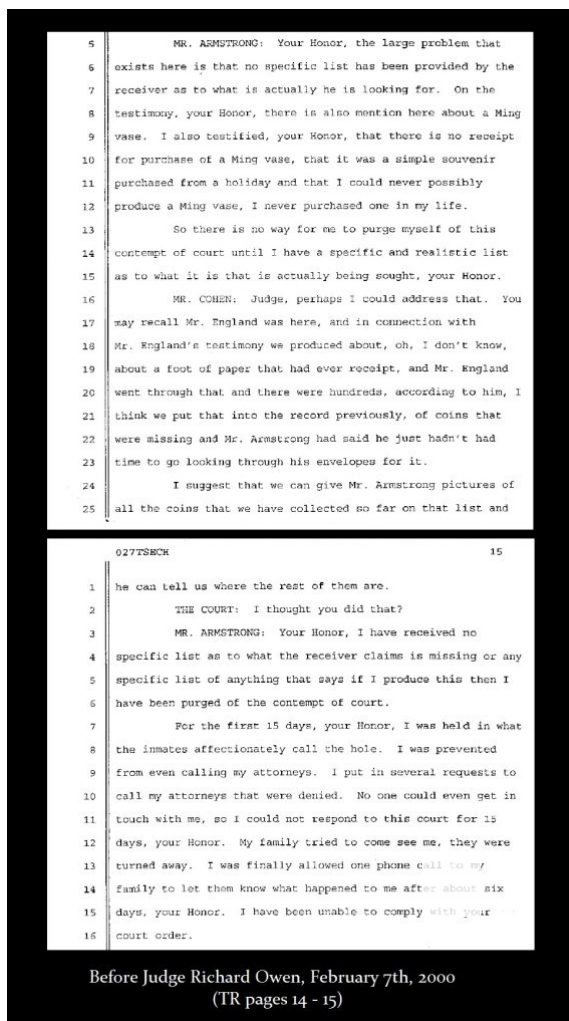 5 MR. ARMSTRONG: Your Honor, the large problem that
6 exists here is that no specific list has been provided by the
7 receiver as to what is actually he is looking for. On the
8 testimony, your Honor, there is also mention here about a Ming
9 vase. I also testified, your Honor, that there is no receipt
10 for purchase of a Ming vase, that it was a simple souvenir
11 purchased from a holiday and that I could never possibly
12 produce a Ming vase, I never purchased one in my life.
13 So there is no way for me to purge myself of this
14 contempt of court until I have a specific and realistic list
15 as to what it is that is actually being sought, your Honor.
16 MR. COHEN: Judge, perhaps I could address that. You
17 may recall Mr. England was here, and in connection with
18 Mr. England's testimony we produced about, oh, I don't know,
19 about a foot of paper that had ever receipt, and Mr. England
20 went through that and there were hundreds, according to him, I
21 think we put that into the record previously, of coins that
22 were missing and Mr. Armstrong had said he just hadn't had
23 time to go looking through his envelopes for it.
24 I suggest that we can give Mr. Armstrong pictures of
25 all the coins that we have collected so far on that list and
027TSECH 15
1 he can tell us where the rest of them are.
2 THE COURT: I thought you did that?
3 MR. ARMSTRONG: Your Honor, I have received no
4 specific list as to what the receiver claims is missing or any
5 specific list of anything that says if I produce this then I
6 have been purged of the contempt of court.
7 For the first 15 days, your Honor, I was held in what
8 the inmates affectionately call the hole. I was prevented
9 from even calling my attorneys. I put in several requests to
10 call my attorneys that were denied. No one could even get in
11 touch with me, so I could not respond to this court for 15
12 days, your Honor. My family tried to come see me, they were
13 turned away. I was finally allowed one phone call to my
14 family to let them know what happened to me after about six
15 days, your Honor. I have been unable to comply with your
16 court order.
Before Judge Richard Owen, February 7th, 2000
(TR pages 14 - 15)